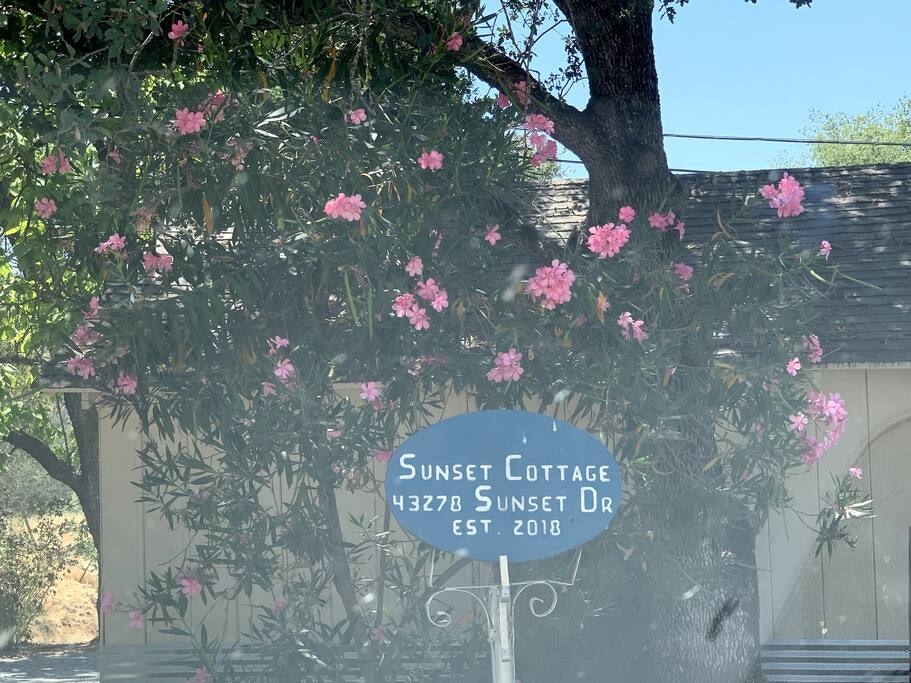 Sunset Cottage
43278 Sunset Dr
EST. 2018